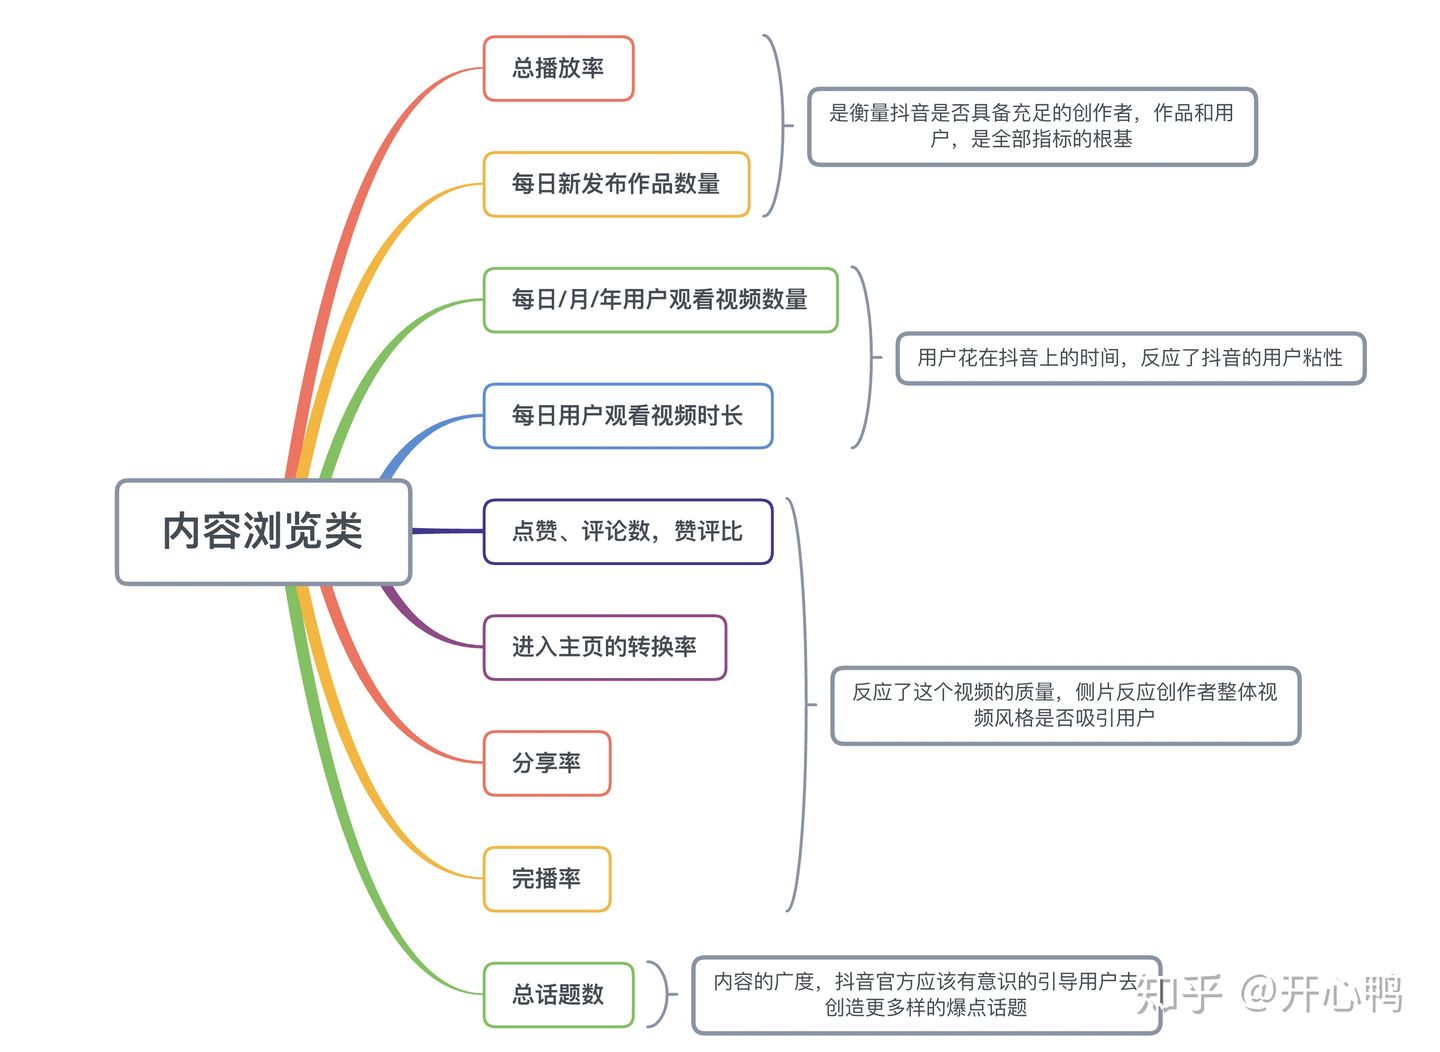 总播放率
是衡量抖音是否具备充足的创作者，作品和用
户，是全部指标的根基
每日新发布作品数量
每日/月/年用户观看视频数量
用户花在抖音上的时间，反应了抖音的用户粘性
每日用户观看视频时长
内容浏览类
点赞、评论数，赞评比
进入主页的转换率
反应了这个视频的质量，侧片反应创作者整体视
频风格是否吸引用户
分享率
完播率
总话题数
内容的广度，抖音官方应该有意识的引导用户去
创造更多样的爆点话题
知乎 @开心鸭